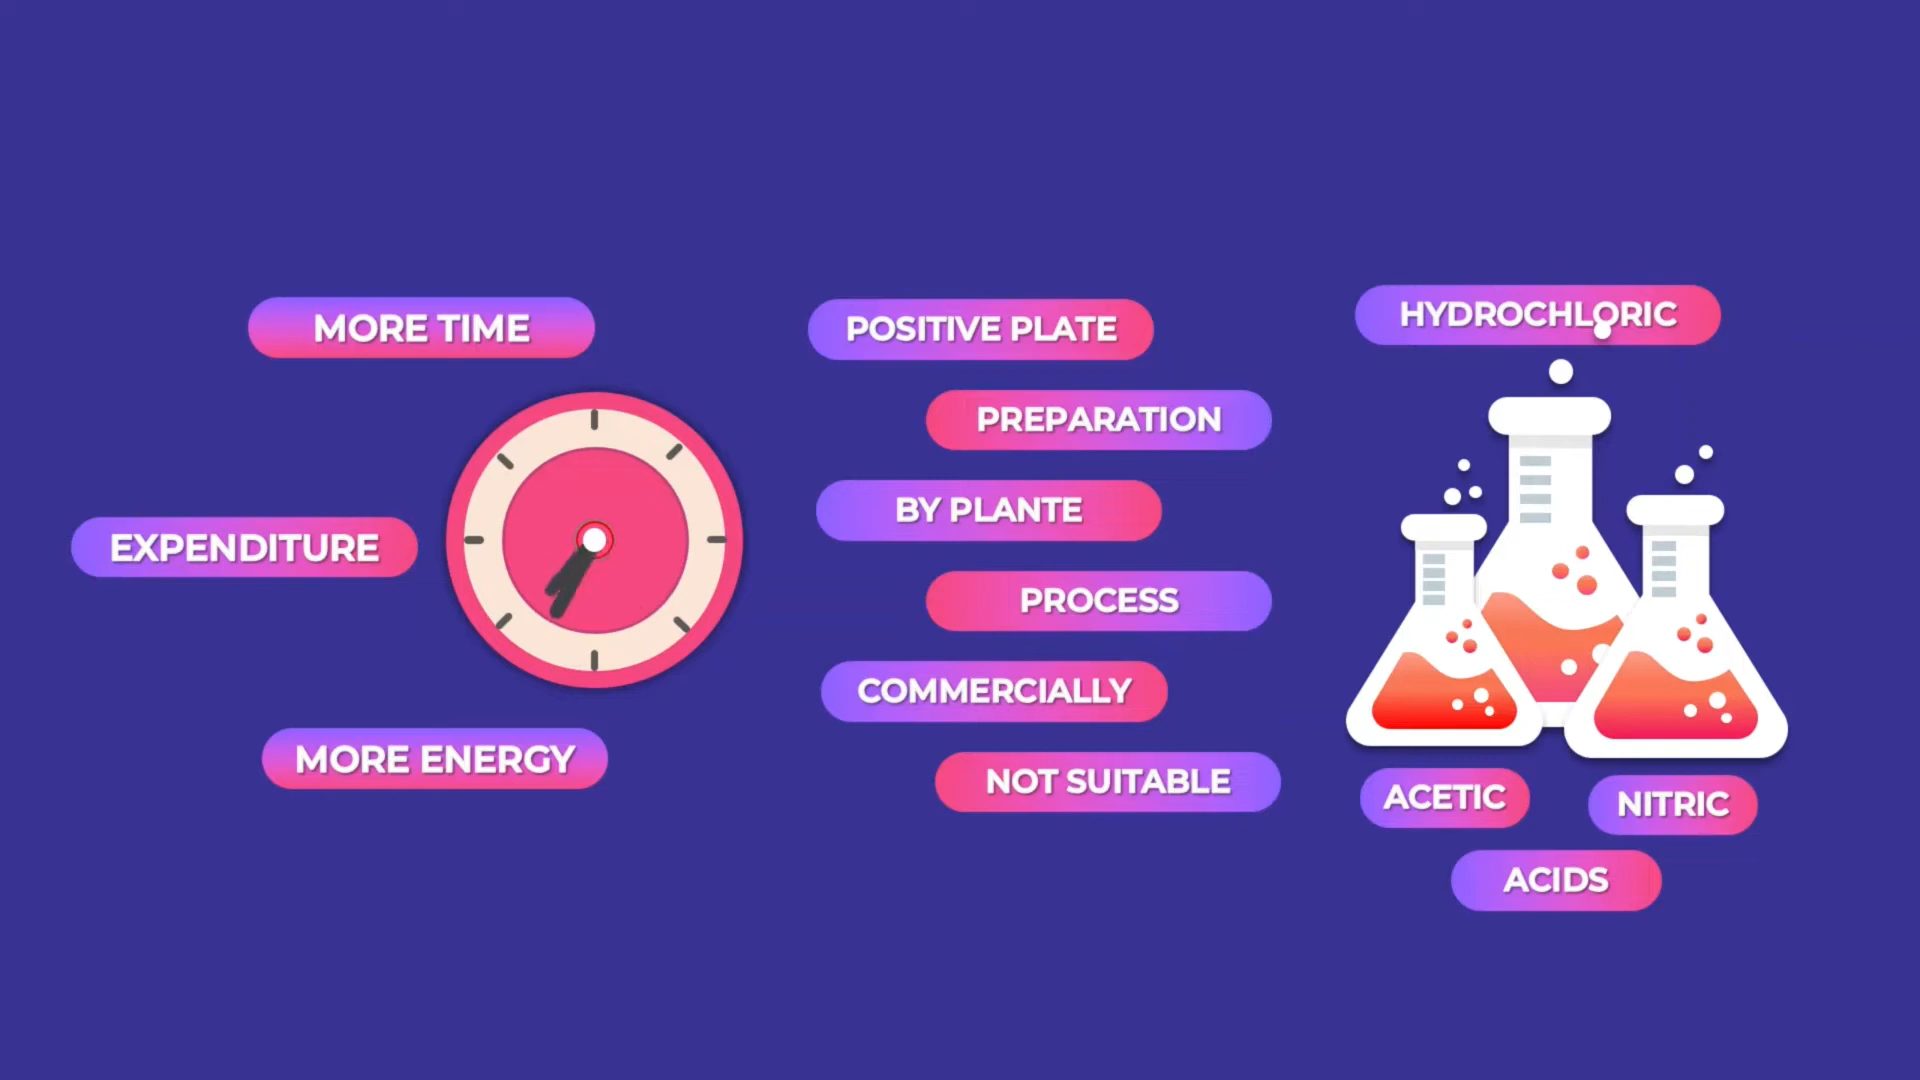 MORE TIME
EXPENDITURE
MORE ENERGY
POSITIVE PLATE
PREPARATION
BY PLANTE
PROCESS
COMMERCIALLY
NOT SUITABLE
HYDROCHLORIC
ACETIC
NITRIC
ACIDS